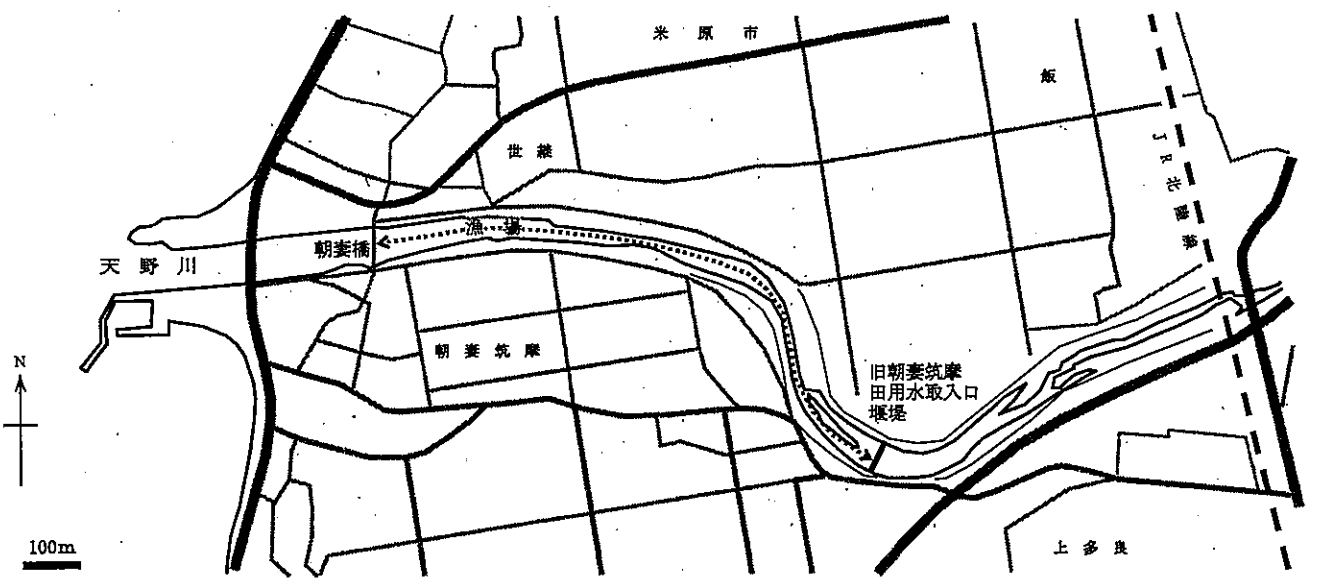 米原市
飯
JR北陸線
世継
漁場
朝妻橋
天野川
朝妻筑摩
旧朝妻筑摩
田用水取入口
堰堤
N
100m
上多良